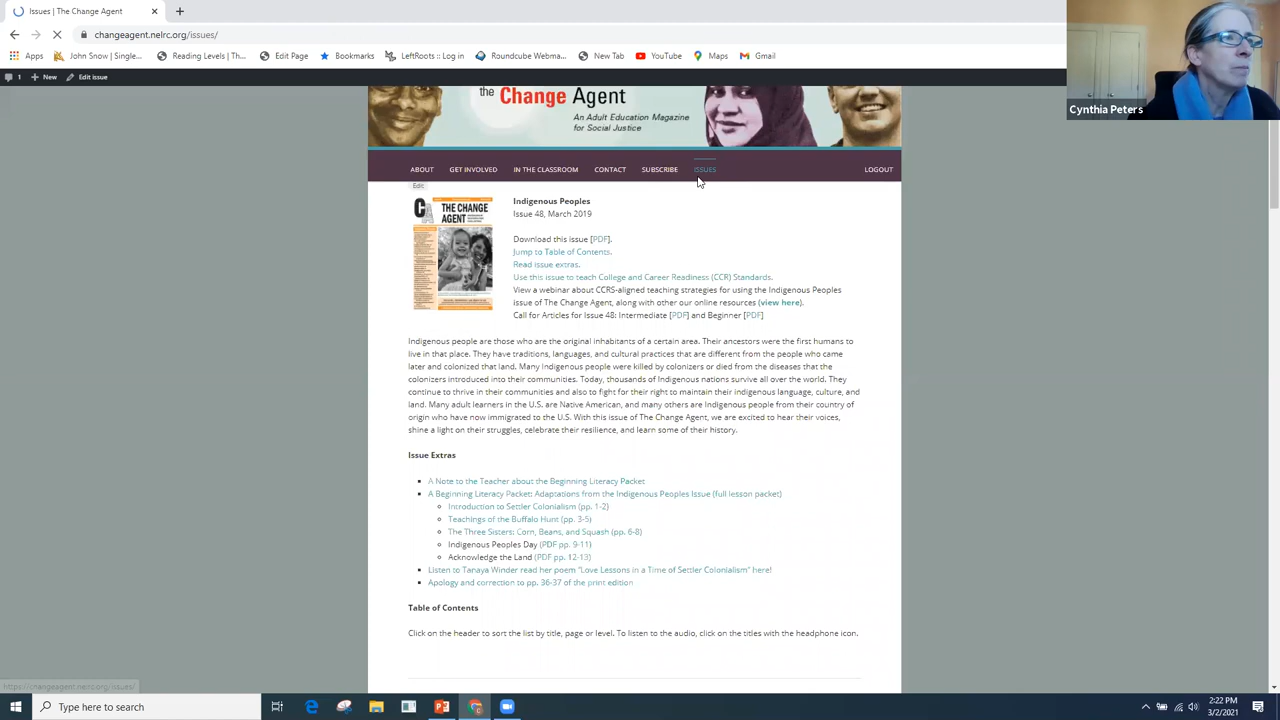 Issues | The Change Agent
changeagent.nelrc.org/issues/
Apps
John Snow | Single...
Reading Levels | Th...
Edit Page
Bookmarks
LeftRoots :: Log in
Roundcube Webma...
New Tab
YouTube
Maps
Gmail
1
New
Edit issue
Cynthia Peters
the Change Agent
An Adult Education Magazine
for Social Justice
ABOUT
GET INVOLVED
IN THE CLASSROOM
CONTACT
SUBSCRIBE
ISSUES
LOGOUT
Edit
CA THE CHANGE
AGENT
Indigenous Peoples
Issue 48, March 2019
Download this issue [PDF].
Jump to Table of Contents.
Read issue extras.
Use this issue to teach College and Career Readiness (CCR) Standards.
View a webinar about CCRS-aligned teaching strategies for using the Indigenous Peoples
issue of The Change Agent, along with other our online resources (view here).
Call for Articles for Issue 48: Intermediate [PDF] and Beginner [PDF]
Indigenous people are those who are the original inhabitants of a certain area. Their ancestors were the first humans to
live in that place. They have traditions, languages, and cultural practices that are different from the people who came
later and colonized that land. Many Indigenous people were killed by colonizers or died from the diseases that the
colonizers introduced into their communities. Today, thousands of Indigenous nations survive all over the world. They
continue to thrive in their communities and also to fight for their right to maintain their indigenous language, culture, and
land. Many adult learners in the U.S. are Native American, and many others are Indigenous people from their country of
origin who have now immigrated to the U.S. With this issue of The Change Agent, we are excited to hear their voices,
shine a light on their struggles, celebrate their resilience, and learn some of their history.
Issue Extras
A Note to the Teacher about the Beginning Literacy Packet
A Beginning Literacy Packet: Adaptations from the Indigenous Peoples Issue (full lesson packet)
Introduction to Settler Colonialism (pp. 1-2)
Teachings of the Buffalo Hunt (pp. 3-5)
The Three Sisters: Corn, Beans, and Squash (pp. 6-8)
Indigenous Peoples Day (PDF pp. 9-11)
Acknowledge the Land (PDF pp. 12-13)
Listen to Tanaya Winder read her poem "Love Lessons in a Time of Settler Colonialism" here!
Apology and correction to pp. 36-37 of the print edition
Table of Contents
Click on the header to sort the list by title, page or level. To listen to the audio, click on the titles with the headphone icon.
https://changeagent.nelrc.org/issues/
Type here to search
2:22 PM
3/2/2021